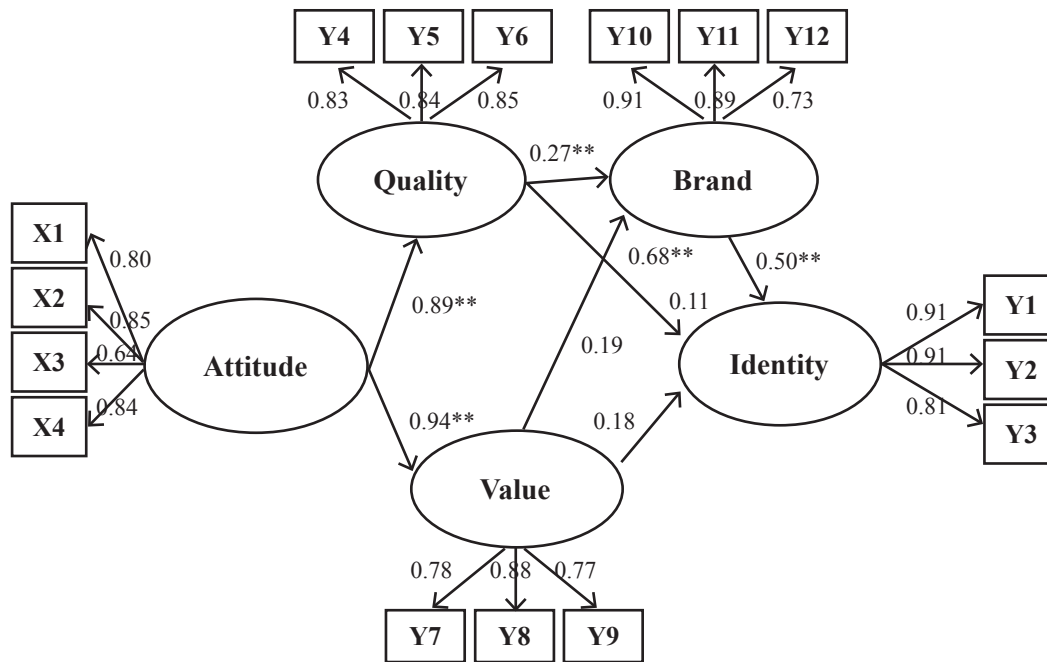 Y4 Y5 Y6 Y10 Y11 Y12
0.83 0.84 0.85 0.91 0.89 0.73
0.27**
Quality Brand
X1
0.80
0.68**
0.50**
X2
0.85
0.89**
0.11
0.91
Y1
X3
0.64
Attitude
0.19
Identity
0.91
Y2
X4
0.84
0.94**
0.18
0.81
Y3
Value
0.78 0.88 0.77
Y7 Y8 Y9